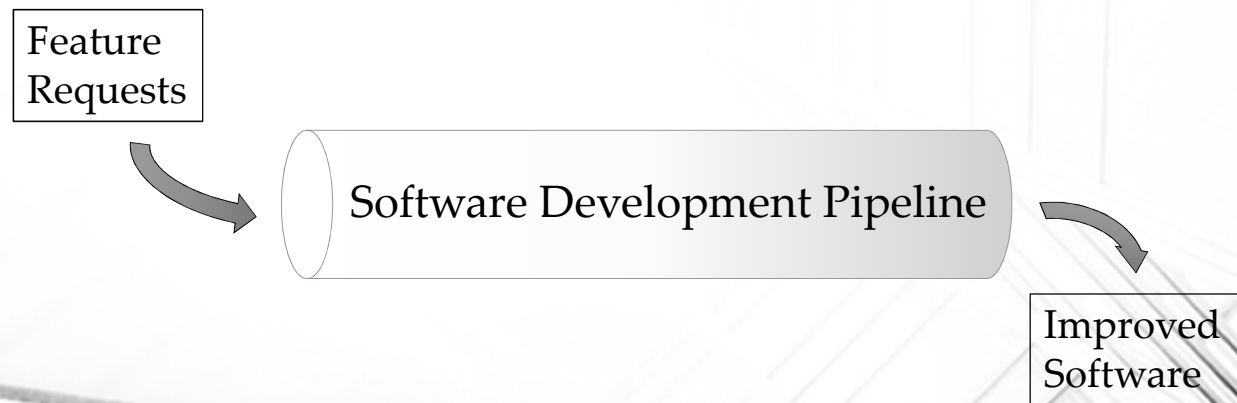 Feature
Requests
Software Development Pipeline
Improved
Software